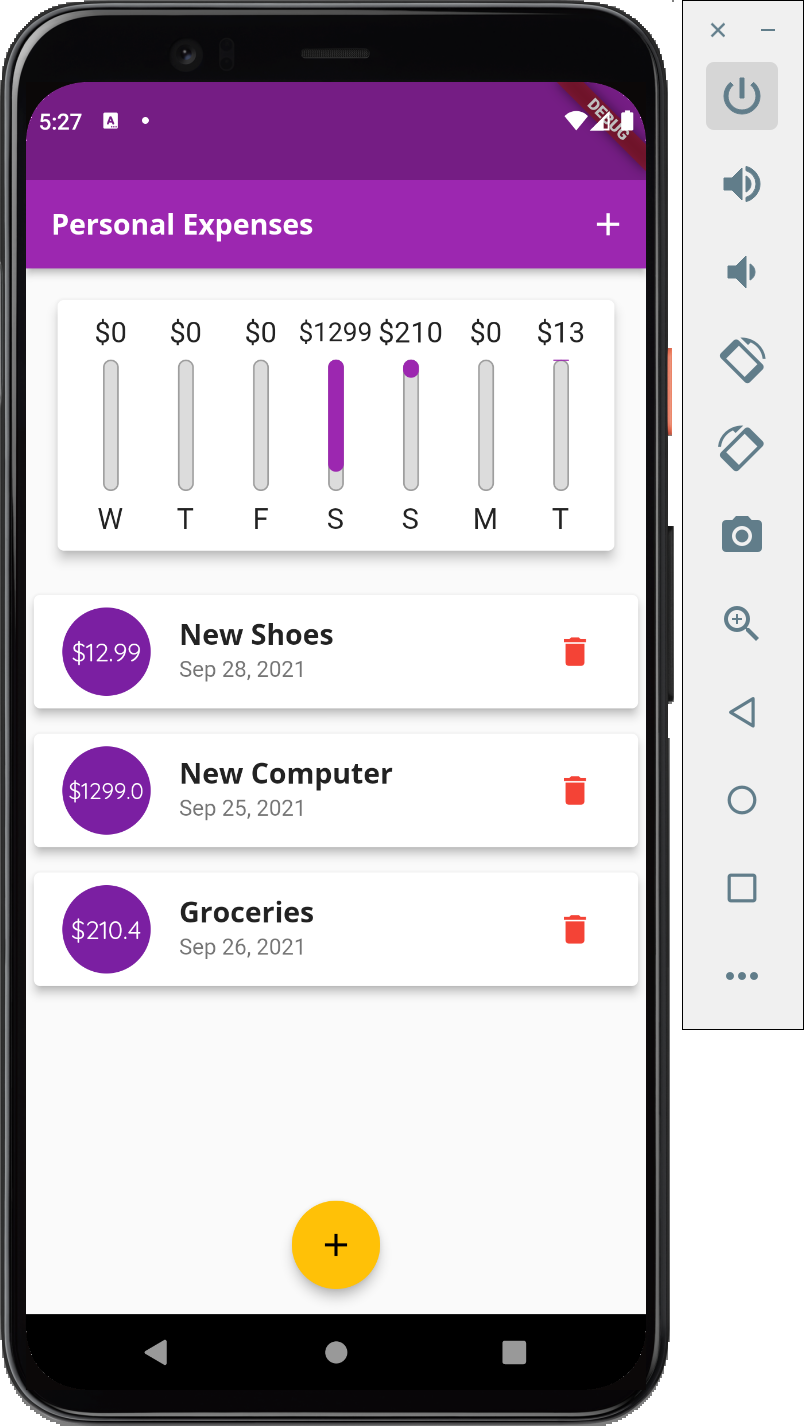 5:27
A
DEBUG
Personal Expenses
$0 $0 $0 $1299 $210 $0 $13
W T F S S M T
$12.99
New Shoes
Sep 28, 2021
$1299.0
New Computer
Sep 25, 2021
$210.4
Groceries
Sep 26, 2021